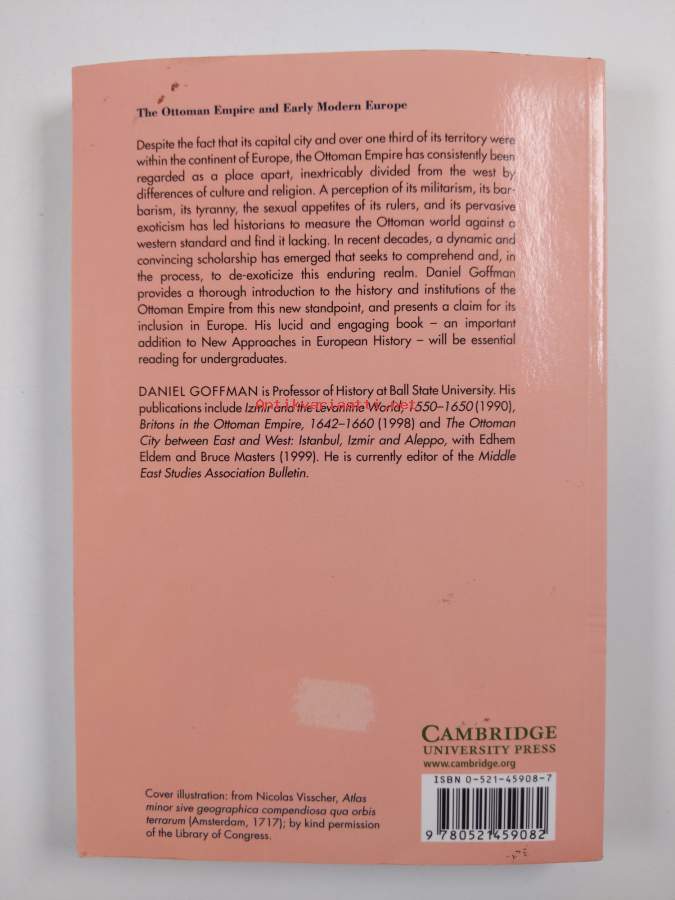 The Ottoman Empire and Early Modern Europe
Despite the fact that its capital city and over one third of its territory were
within the continent of Europe, the Ottoman Empire has consistently been
regarded as a place apart, inextricably divided from the west by
differences of culture and religion. A perception of its militarism, its bar-
barism, its tyranny, the sexual appetites of its rulers, and its pervasive
exoticism has led historians to measure the Ottoman world against a
western standard and find it lacking. In recent decades, a dynamic and
convincing scholarship has emerged that seeks to comprehend and, in
the process, to de-exoticize this enduring realm. Daniel Goffman
provides a thorough introduction to the history and institutions of the
Ottoman Empire from this new standpoint, and presents a claim for its
inclusion in Europe. His lucid and engaging book – an important
addition to New Approaches in European History – will be essential
reading for undergraduates.
DANIEL GOFFMAN is Professor of History at Ball State University. His
publications include Izmir and the Levantine World, 1550–1650 (1990),
Antikvasiaatti.net
Britons in the Ottoman Empire, 1642–1660 (1998) and The Ottoman
City between East and West: Istanbul, Izmir and Aleppo, with Edhem
Eldem and Bruce Masters (1999). He is currently editor of the Middle
East Studies Association Bulletin.
CAMBRIDGE
UNIVERSITY PRESS
www.cambridge.org
ISBN 0-521-45908-7
9 780521 459082
Cover illustration: from Nicolas Visscher, Atlas
minor sive geographica compendiosa qua orbis
terrarum (Amsterdam, 1717); by kind permission
of the Library of Congress.